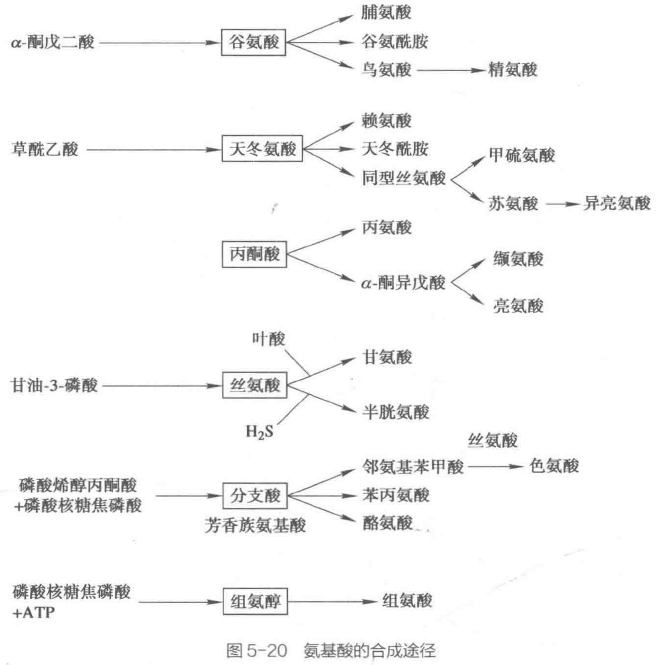 脯氨酸
α-酮戊二酸 谷氨酸 谷氨酰胺
鸟氨酸 精氨酸
赖氨酸
草酰乙酸 天冬氨酸 天冬酰胺 甲硫氨酸
同型丝氨酸
苏氨酸 异亮氨酸
丙氨酸
丙酮酸 缬氨酸
α-酮异戊酸
亮氨酸
叶酸
甘氨酸
甘油-3-磷酸 丝氨酸
半胱氨酸
H₂S
丝氨酸
邻氨基苯甲酸 色氨酸
磷酸烯醇丙酮酸
+磷酸核糖焦磷酸 分支酸 苯丙氨酸
芳香族氨基酸 酪氨酸
磷酸核糖焦磷酸
+ATP 组氨醇 组氨酸
图5-20 氨基酸的合成途径